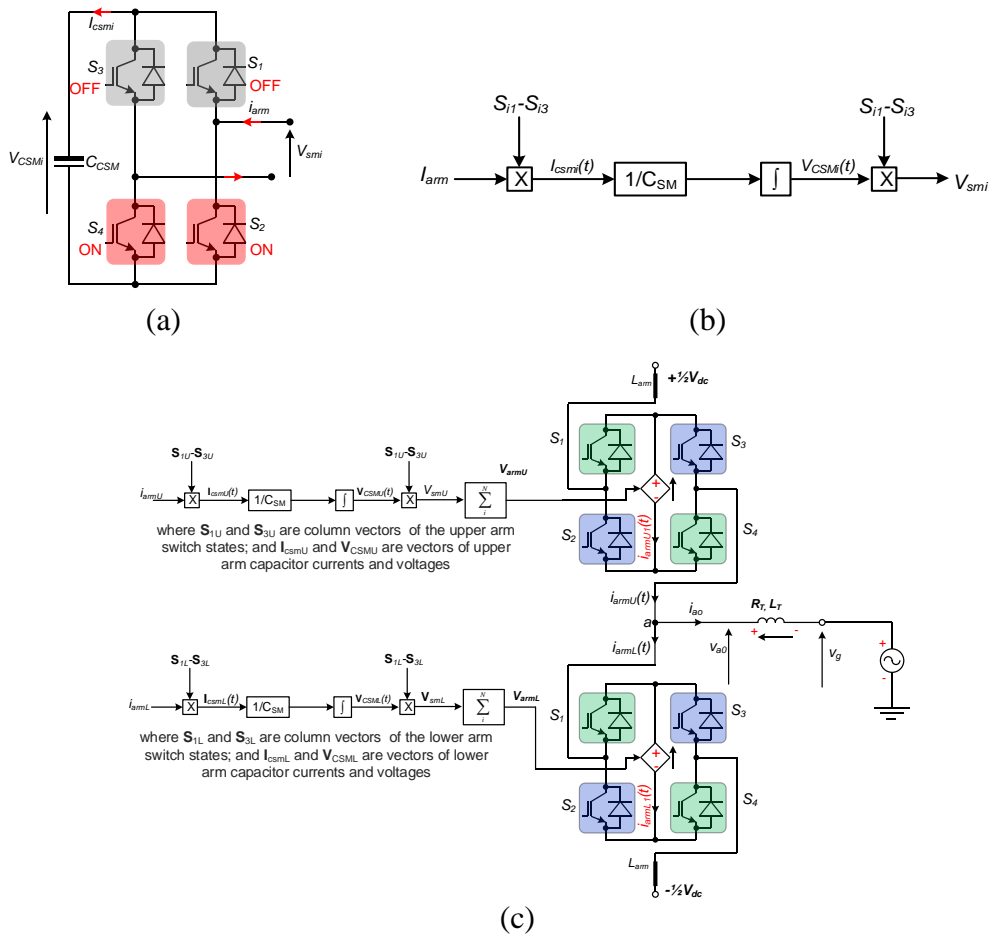 I_csmi
S_3
S_1
OFF
OFF
i_arm
V_CSMi
C_CSM
V_smi
S_4
S_2
ON
ON
(a)
S_i1-S_i3
S_i1-S_i3
I_arm
X
I_csmi(t)
1/C_SM
∫
V_CSMi(t)
X
V_smi
(b)
L_arm
+½V_dc
S_1
S_3
S_1U-S_3U
S_1U-S_3U
V_armU
i_armU
X
I_csmU(t)
1/C_SM
∫
V_CSMU(t)
X
V_smU
N
∑
i
+
-
where S_1U and S_3U are column vectors of the upper arm
switch states; and I_csmU and V_CSMU are vectors of upper
arm capacitor currents and voltages
S_2
i_armU1(t)
S_4
i_armU(t)
a
i_ao
R_T, L_T
+
-
i_armL(t)
v_a0
v_g
+
-
S_1L-S_3L
S_1L-S_3L
V_armL
i_armL
X
I_csmL(t)
1/C_SM
∫
V_CSML(t)
X
V_smL
N
∑
i
where S_1L and S_3L are column vectors of the lower arm
switch states; and I_csmL and V_CSML are vectors of lower
arm capacitor currents and voltages
S_1
S_3
+
-
S_2
i_armL1(t)
S_4
L_arm
-½V_dc
(c)